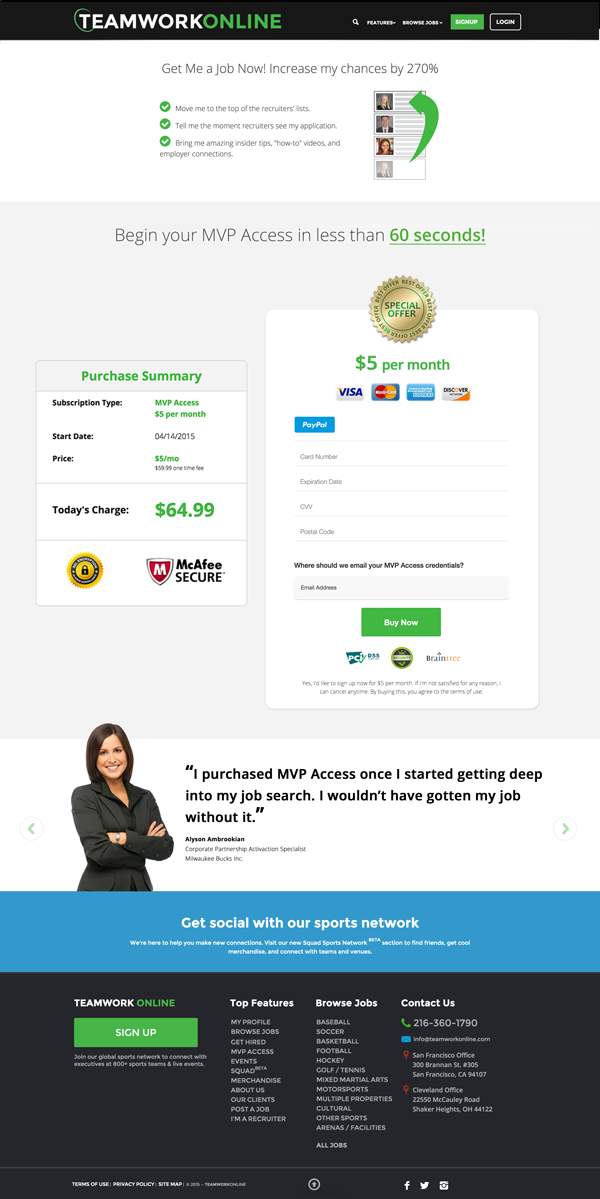 TEAMWORKONLINE
FEATURES
BROWSE JOBS
SIGNUP
LOGIN
Get Me a Job Now! Increase my chances by 270%
Move me to the top of the recruiters' lists.
Tell me the moment recruiters see my application.
Bring me amazing insider tips, "how-to" videos, and
employer connections.
Begin your MVP Access in less than 60 seconds!
BEST OFFER BEST OFFER BEST OFFER BEST OFFER
SPECIAL
OFFER
$5 per month
VISA
MasterCard
AMERICAN
EXPRESS
DISCOVER
NETWORK
PayPal
Card Number
Expiration Date
CVV
Postal Code
Where should we email your MVP Access credentials?
Email Address
Buy Now
PCI DSS
Braintree
Yes, I'd like to sign up now for $5 per month. If I'm not satisfied for any reason, I
can cancel anytime. By buying this, you agree to the terms of use.
Purchase Summary
Subscription Type: MVP Access
$5 per month
Start Date: 04/14/2015
Price: $5/mo
$59.99 one time fee
Today's Charge: $64.99
McAfee
SECURE™
“I purchased MVP Access once I started getting deep
into my job search. I wouldn’t have gotten my job
without it.”
Alyson Ambrookian
Corporate Partnership Activaction Specialist
Milwaukee Bucks Inc.
Get social with our sports network
We're here to help you make new connections. Visit our new Squad Sports Network BETA section to find friends, get cool
merchandise, and connect with teams and venues.
TEAMWORK ONLINE
SIGN UP
Join our global sports network to connect with
executives at 800+ sports teams & live events.
Top Features
MY PROFILE
BROWSE JOBS
GET HIRED
MVP ACCESS
EVENTS
SQUAD BETA
MERCHANDISE
ABOUT US
OUR CLIENTS
POST A JOB
I'M A RECRUITER
Browse Jobs
BASEBALL
SOCCER
BASKETBALL
FOOTBALL
HOCKEY
GOLF / TENNIS
MIXED MARTIAL ARTS
MOTORSPORTS
MULTIPLE PROPERTIES
CULTURAL
OTHER SPORTS
ARENAS / FACILITIES
ALL JOBS
Contact Us
216-360-1790
info@teamworkonline.com
San Francisco Office
300 Brannan St. #305
San Francisco, CA 94107
Cleveland Office
22550 McCauley Road
Shaker Heights, OH 44122
TERMS OF USE | PRIVACY POLICY | SITE MAP | © 2015 – TEAMWORKONLINE